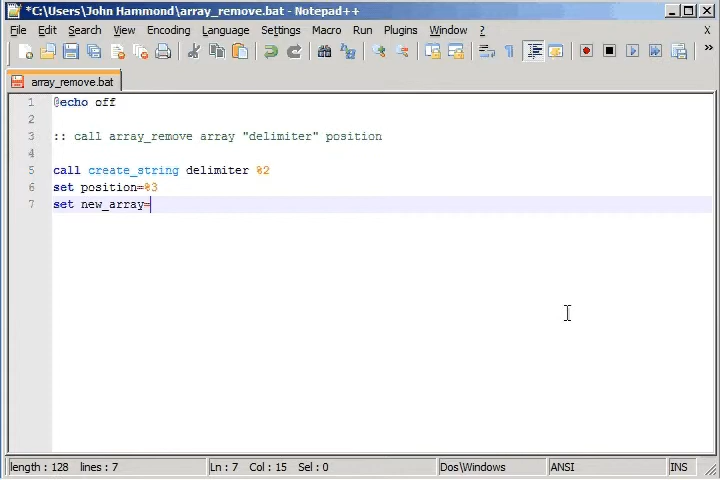 *C:\Users\John Hammond\array_remove.bat - Notepad++
File Edit Search View Encoding Language Settings Macro Run Plugins Window ? X
array_remove.bat
1 @echo off
2
3 :: call array_remove array "delimiter" position
4
5 call create_string delimiter %2
6 set position=%3
7 set new_array=
length : 128 lines : 7 Ln : 7 Col : 15 Sel : 0 Dos\Windows ANSI INS